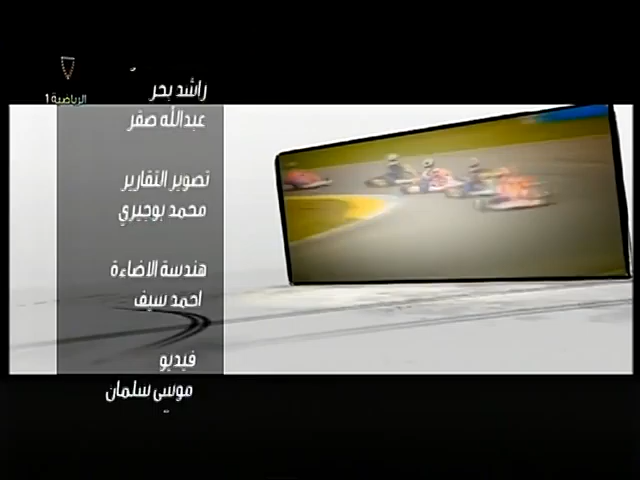 الرياضية 1
راشد بحر
عبدالله صقر
تصوير التقارير
محمد بوجيري
هندسة الاضاءة
احمد سيف
فيديو
موسى سلمان